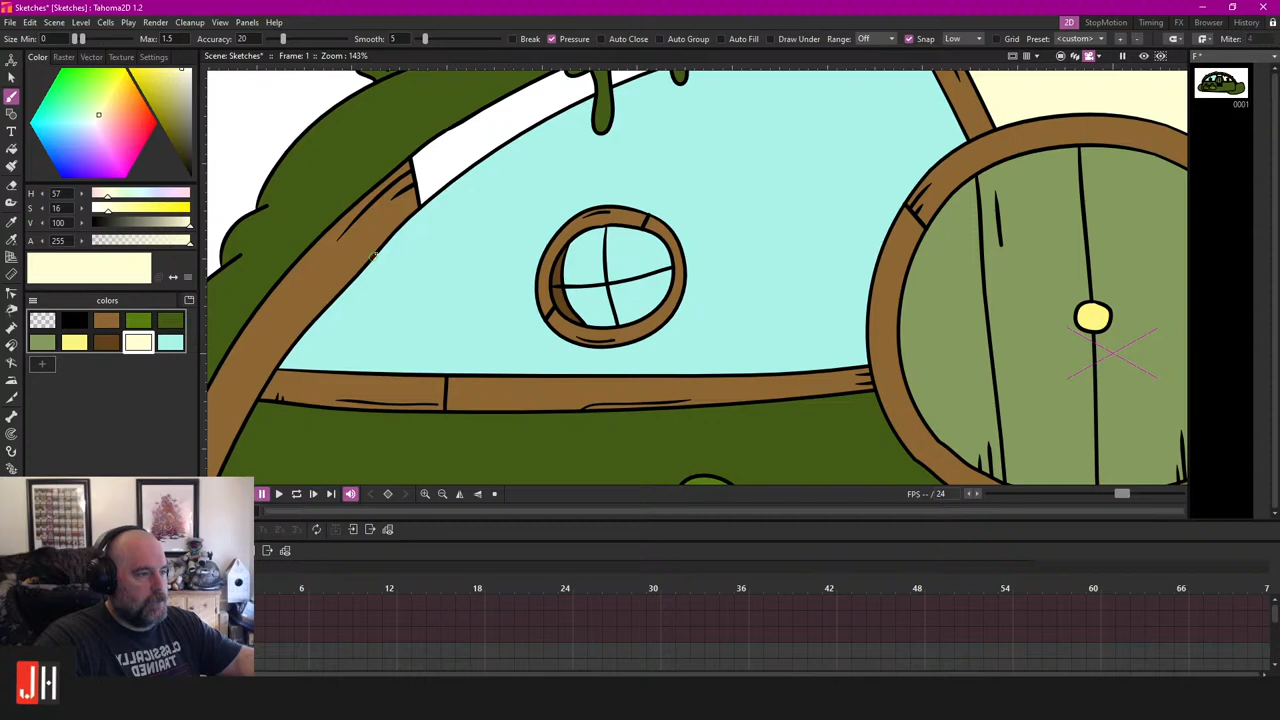 Sketches* [Sketches] : Tahoma2D 1.2
File Edit Scene Level Cells Play Render Cleanup View Panels Help
2D StopMotion Timing FX Browser History
Size Min: 0 Max: 1.5 Accuracy: 20 Smooth: 5 Break Pressure Auto Close Auto Group Auto Fill Draw Under Range: Off Snap Low Grid Preset: <custom> + - Miter: 4
Color Raster Vector Texture Settings
Scene: Sketches* :: Frame: 1 :: Zoom : 143%
0001
H 57
S 16
V 100
A 255
colors
FPS -- / 24
6 12 18 24 30 36 42 48 54 60 66 7
CLASSICALLY
TRAINED
JH